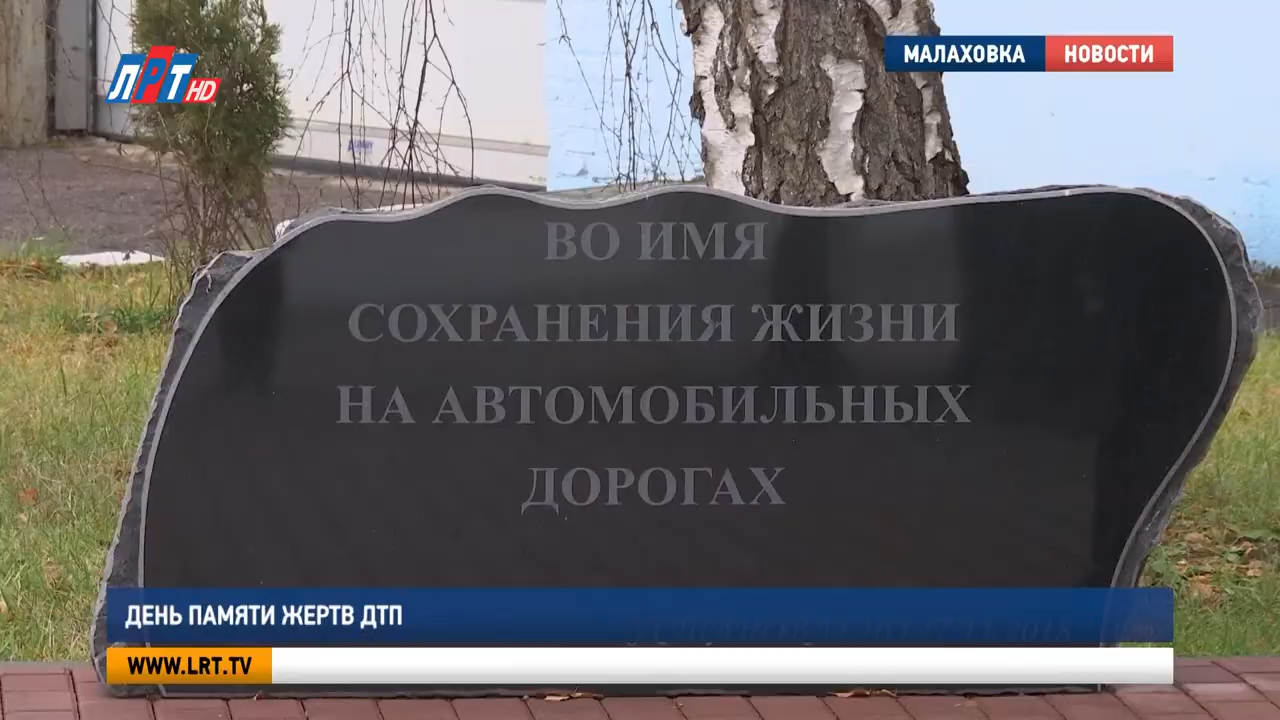 ЛРТ HD
МАЛАХОВКА НОВОСТИ
ВО ИМЯ
СОХРАНЕНИЯ ЖИЗНИ
НА АВТОМОБИЛЬНЫХ
ДОРОГАХ
ДЕНЬ ПАМЯТИ ЖЕРТВ ДТП
WWW.LRT.TV